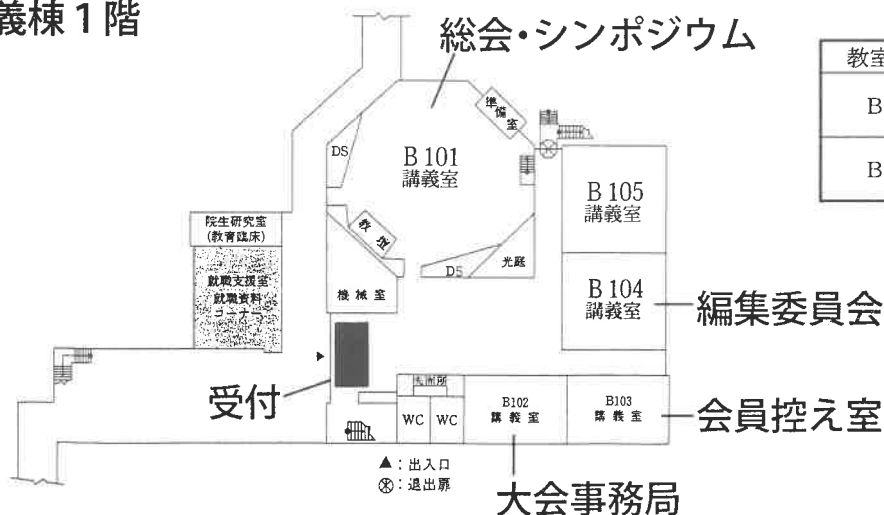 義棟1階
総会・シンポジウム
教室
B
B
準備室
DS
B 101
講義室
B 105
講義室
院生研究室
(教育臨床)
教壇
光庭
DS
就職支援室
就職資料
コーナー
機械室
B 104
講義室
編集委員会
受付
洗面所
WC
WC
B102
講義室
B103
講義室
会員控え室
▲:出入口
⊗:退出扉
大会事務局